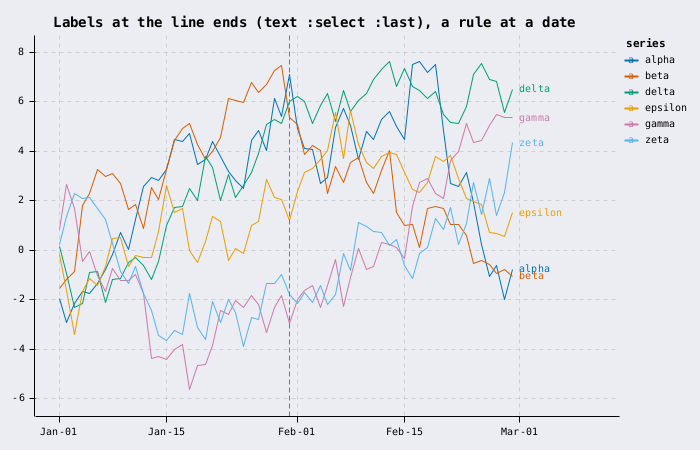 Labels at the line ends (text :select :last), a rule at a date
series
alpha
beta
delta
epsilon
gamma
zeta
8
6
4
2
0
-2
-4
-6
Jan-01
Jan-15
Feb-01
Feb-15
Mar-01
delta
gamma
zeta
epsilon
alpha
beta